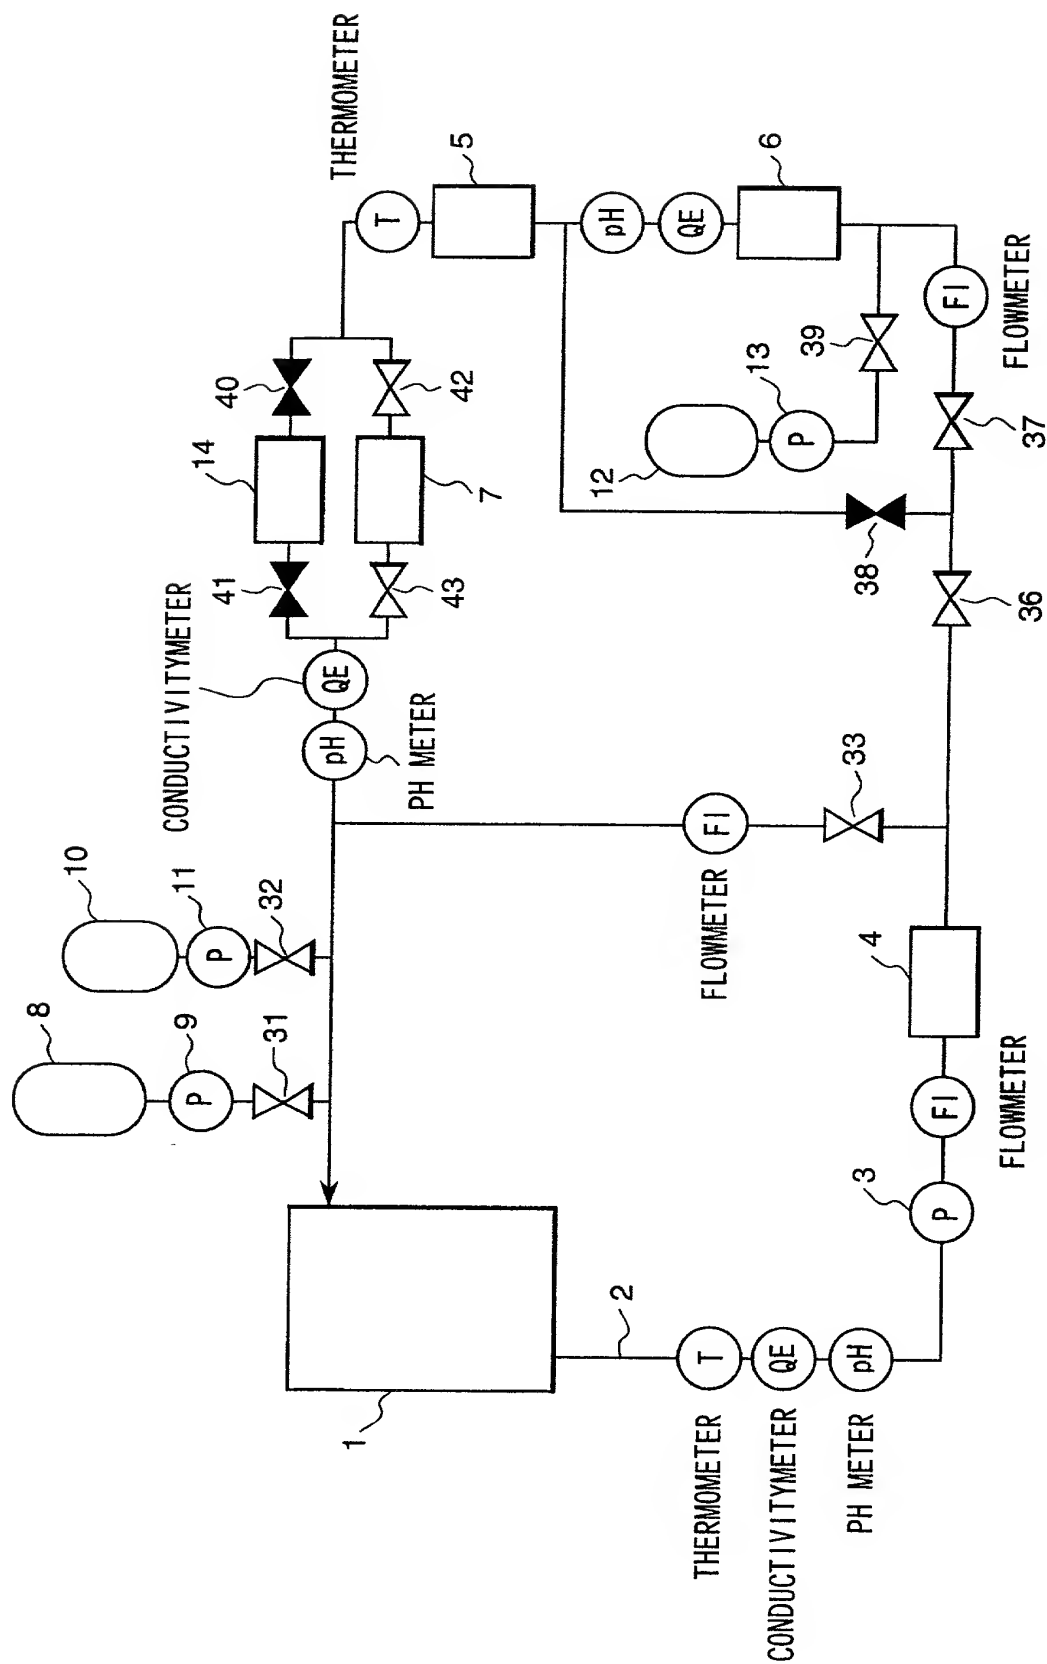 8
10
9
P
11
P
31
32
CONDUCTIVITYMETER
41
14
40
THERMOMETER
T
5
pH
QE
PH METER
43
7
42
1
2
T
QE
pH
THERMOMETER
CONDUCTIVITYMETER
PH METER
FLOWMETER
FI
33
12
13
P
39
38
pH
QE
6
3
P
FI
FLOWMETER
4
36
37
FI
FLOWMETER